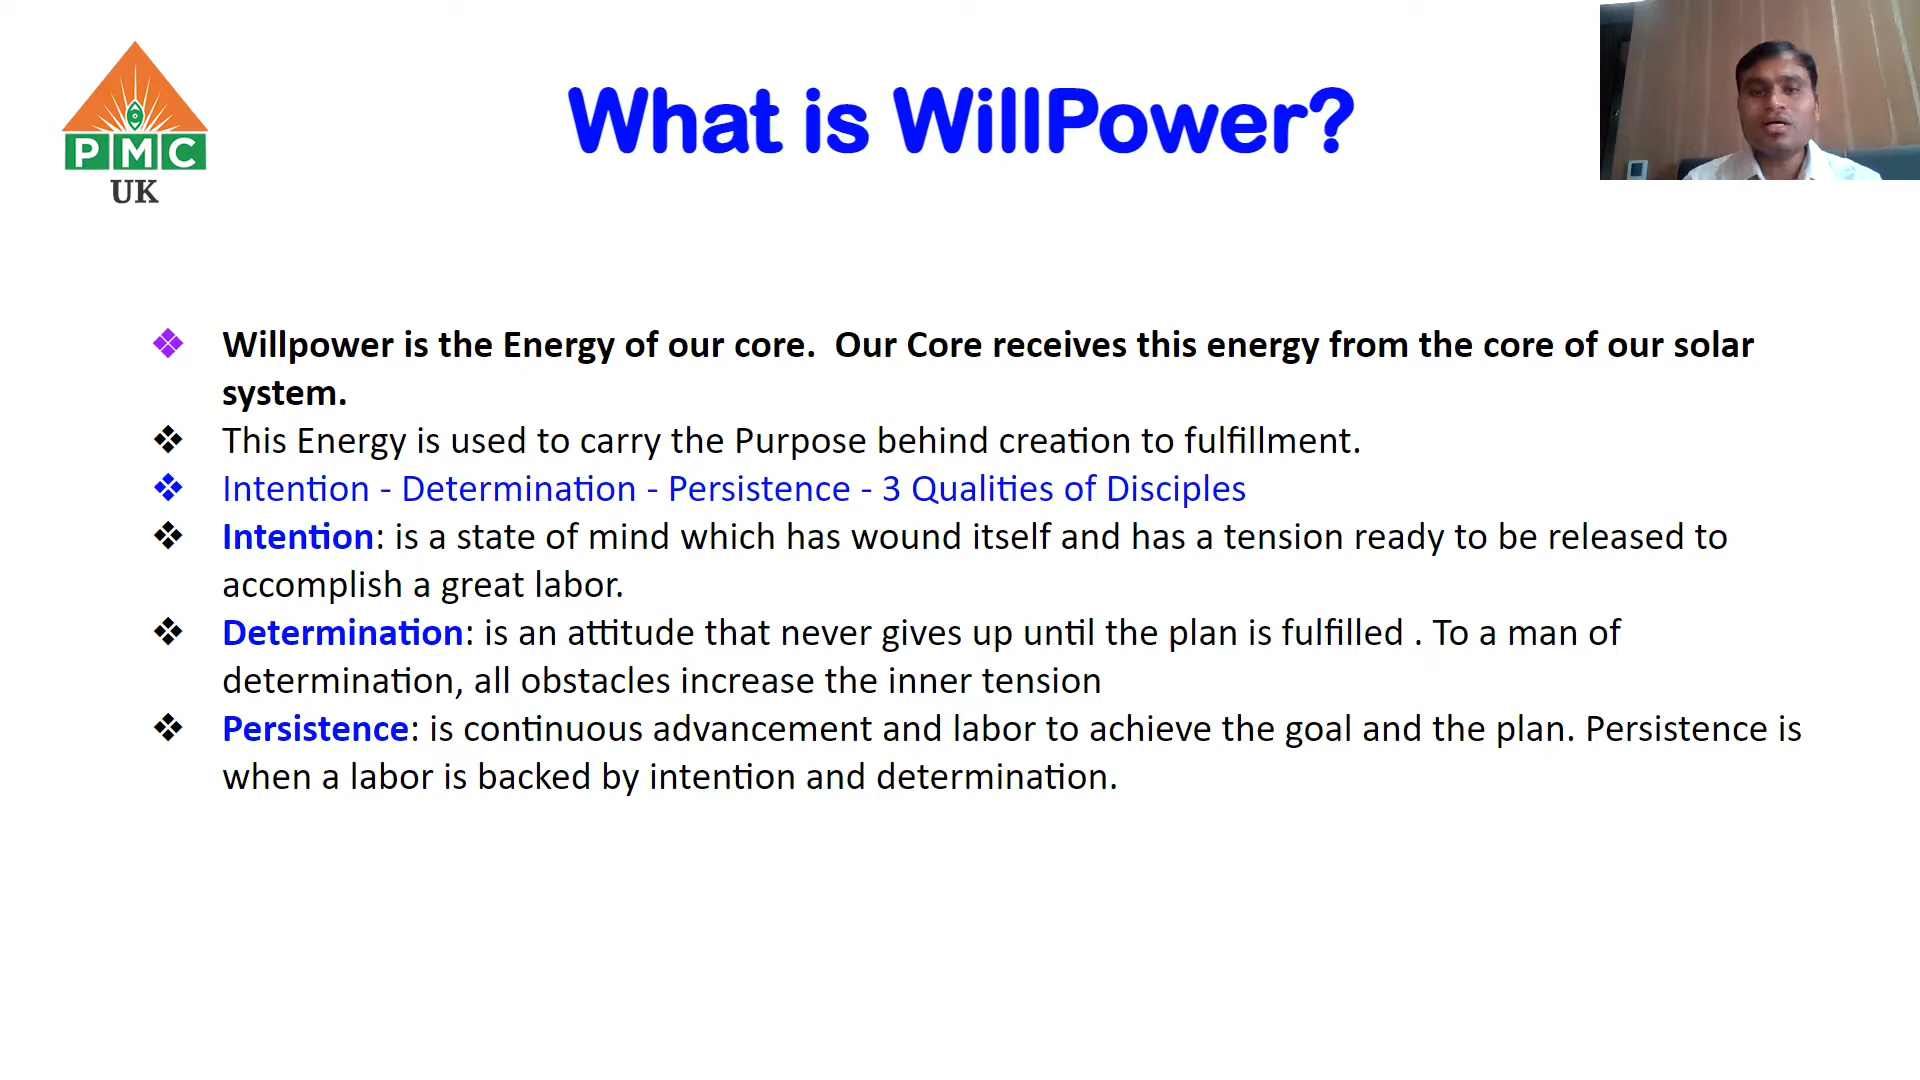 PMC
UK
What is WillPower?
❖ Willpower is the Energy of our core.  Our Core receives this energy from the core of our solar
system.
❖ This Energy is used to carry the Purpose behind creation to fulfillment.
❖ Intention - Determination - Persistence - 3 Qualities of Disciples
❖ Intention: is a state of mind which has wound itself and has a tension ready to be released to
accomplish a great labor.
❖ Determination: is an attitude that never gives up until the plan is fulfilled . To a man of
determination, all obstacles increase the inner tension
❖ Persistence: is continuous advancement and labor to achieve the goal and the plan. Persistence is
when a labor is backed by intention and determination.